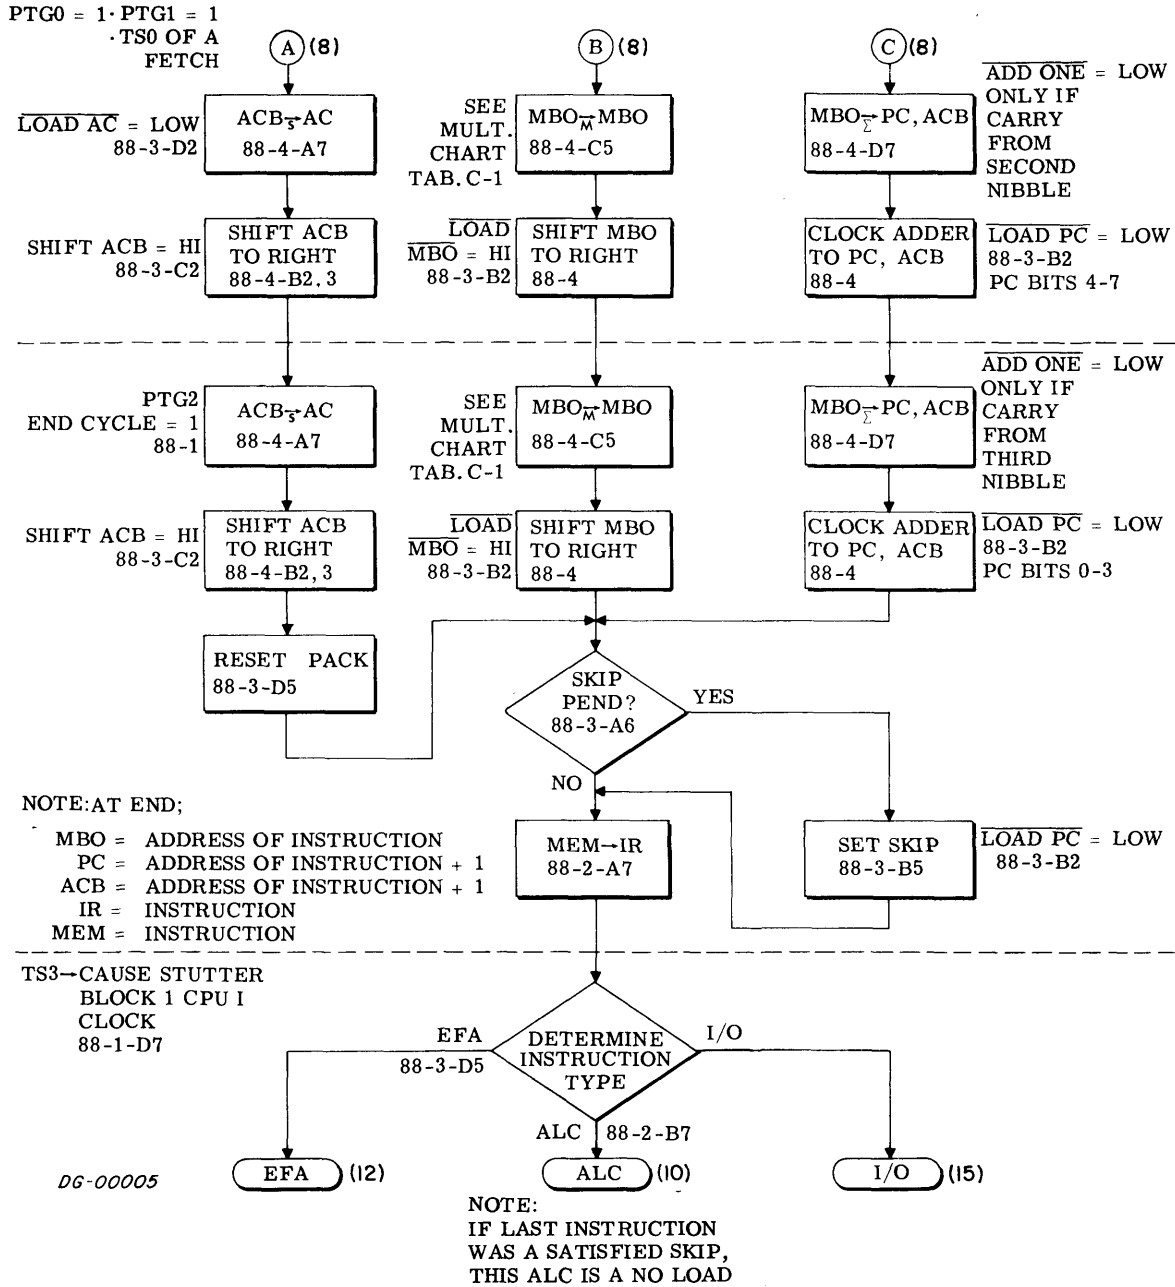 PTG0 = 1· PTG1 = 1
·TS0 OF A
FETCH
A (8)
B (8)
C (8)
LOAD AC = LOW
88-3-D2
ACB→S AC
88-4-A7
SEE
MULT.
CHART
TAB. C-1
MBO→M MBO
88-4-C5
MBO→Σ PC, ACB
88-4-D7
ADD ONE = LOW
ONLY IF
CARRY
FROM
SECOND
NIBBLE
SHIFT ACB = HI
88-3-C2
SHIFT ACB
TO RIGHT
88-4-B2, 3
LOAD
MBO = HI
88-3-B2
SHIFT MBO
TO RIGHT
88-4
CLOCK ADDER
TO PC, ACB
88-4
LOAD PC = LOW
88-3-B2
PC BITS 4-7
PTG2
END CYCLE = 1
88-1
ACB→S AC
88-4-A7
SEE
MULT.
CHART
TAB. C-1
MBO→M MBO
88-4-C5
MBO→Σ PC, ACB
88-4-D7
ADD ONE = LOW
ONLY IF
CARRY
FROM
THIRD
NIBBLE
SHIFT ACB = HI
88-3-C2
SHIFT ACB
TO RIGHT
88-4-B2, 3
LOAD
MBO = HI
88-3-B2
SHIFT MBO
TO RIGHT
88-4
CLOCK ADDER
TO PC, ACB
88-4
LOAD PC = LOW
88-3-B2
PC BITS 0-3
RESET PACK
88-3-D5
SKIP
PEND?
88-3-A6
YES
NO
NOTE: AT END;
MBO = ADDRESS OF INSTRUCTION
PC = ADDRESS OF INSTRUCTION + 1
ACB = ADDRESS OF INSTRUCTION + 1
IR = INSTRUCTION
MEM = INSTRUCTION
MEM→IR
88-2-A7
SET SKIP
88-3-B5
LOAD PC = LOW
88-3-B2
TS3→CAUSE STUTTER
BLOCK 1 CPU I
CLOCK
88-1-D7
EFA
88-3-D5
DETERMINE
INSTRUCTION
TYPE
I/O
ALC 88-2-B7
DG-00005
EFA (12)
ALC (10)
I/O (15)
NOTE:
IF LAST INSTRUCTION
WAS A SATISFIED SKIP,
THIS ALC IS A NO LOAD